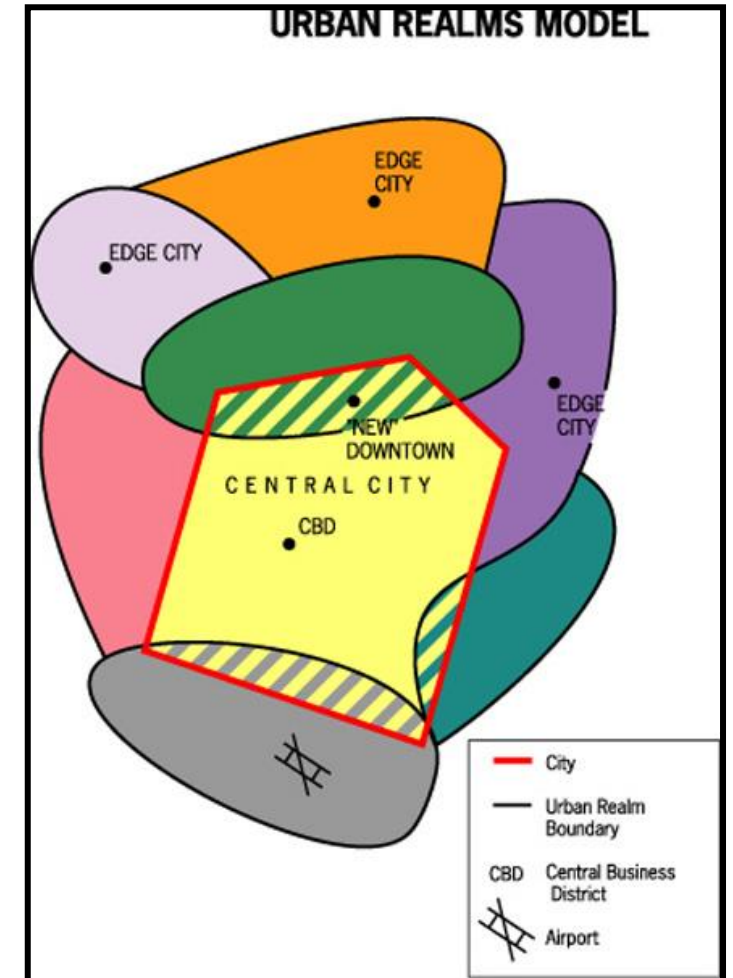 URBAN REALMS MODEL
EDGE
CITY
EDGE CITY
EDGE
CITY
"NEW"
DOWNTOWN
CENTRAL CITY
CBD
City
Urban Realm
Boundary
CBD Central Business
District
Airport